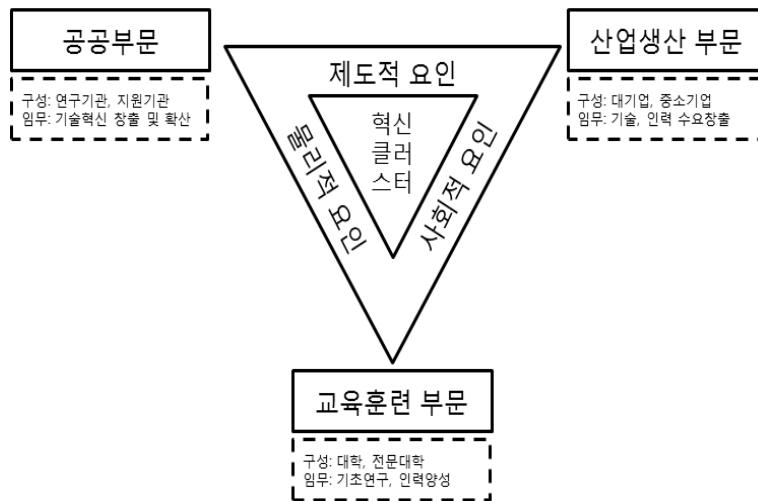 공공부문
구성: 연구기관, 지원기관
임무: 기술혁신 창출 및 확산
산업생산 부문
구성: 대기업, 중소기업
임무: 기술, 인력 수요창출
제도적 요인
물리적 요인
혁신
클러
스터
사회적 요인
교육훈련 부문
구성: 대학, 전문대학
임무: 기초연구, 인력양성